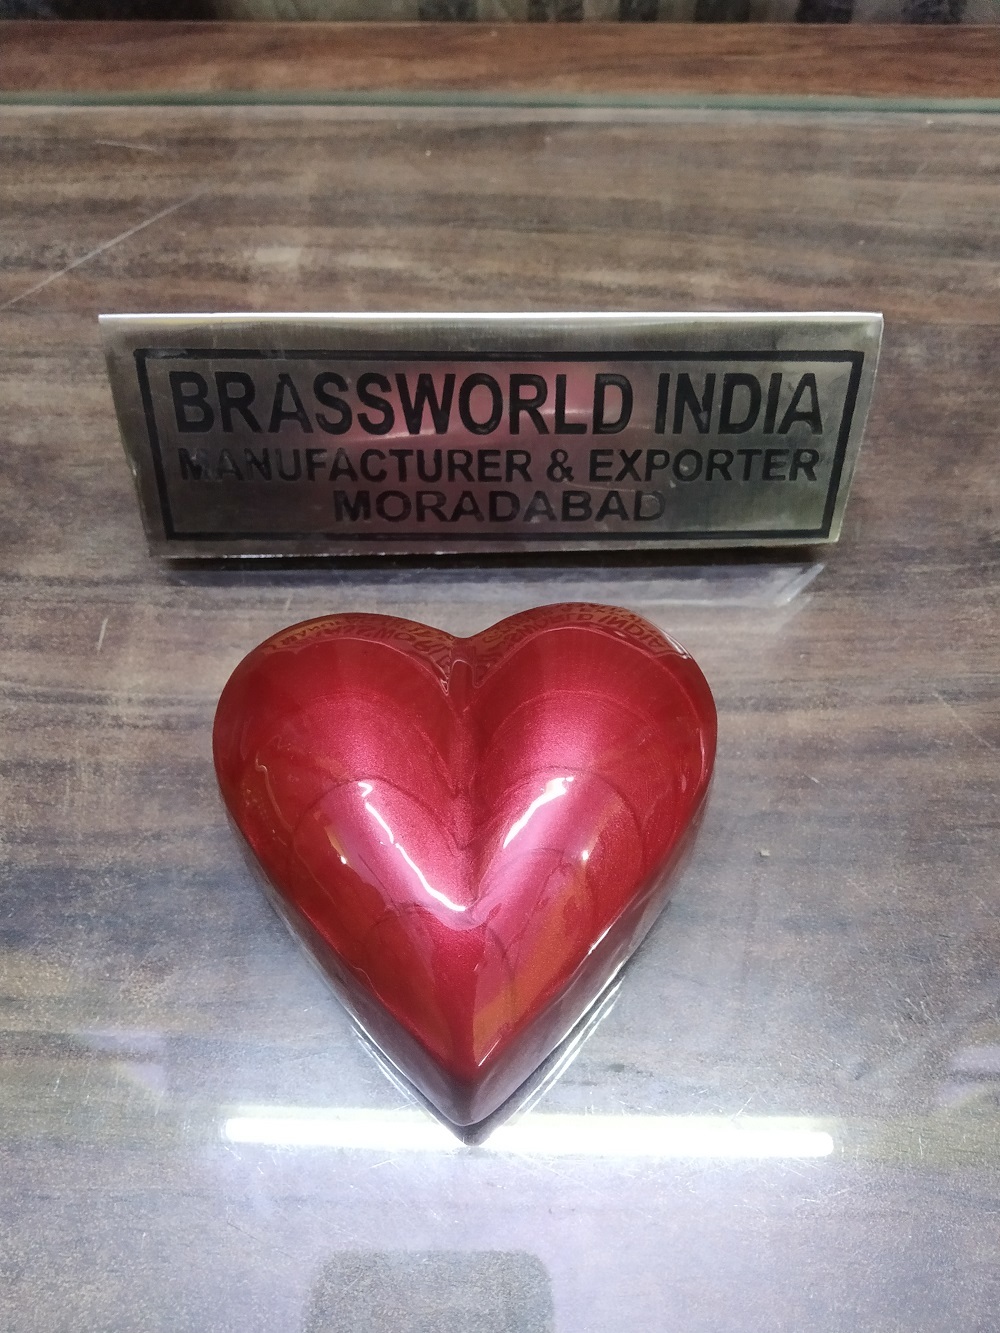 BRASSWORLD INDIA
MANUFACTURER & EXPORTER
MORADABAD